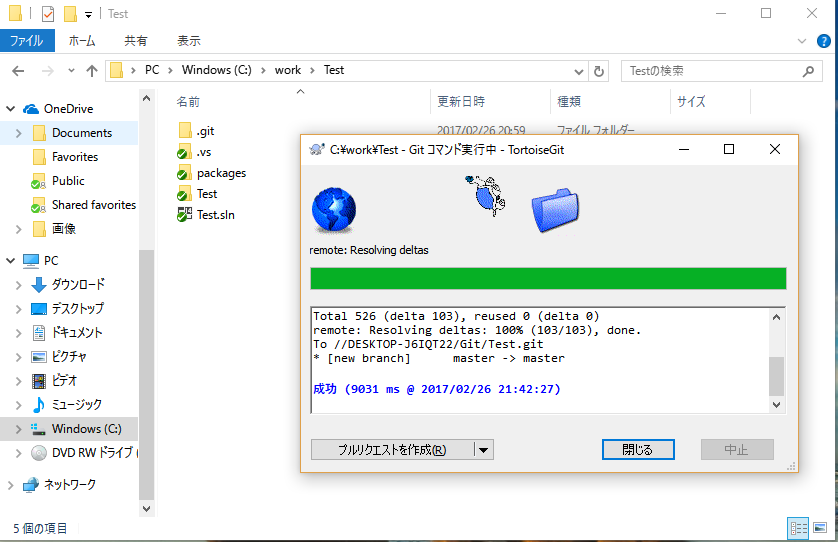 Test
ファイル ホーム 共有 表示
PC Windows (C:) work Test
Testの検索
OneDrive
Documents
Favorites
Public
Shared favorites
画像
PC
ダウンロード
デスクトップ
ドキュメント
ピクチャ
ビデオ
ミュージック
Windows (C:)
DVD RW ドライブ (
ネットワーク
名前 更新日時 種類 サイズ
.git 2017/02/26 20:59 ファイル フォルダー
.vs
packages
Test
Test.sln
C:¥work¥Test - Git コマンド実行中 - TortoiseGit
remote: Resolving deltas
Total 526 (delta 103), reused 0 (delta 0)
remote: Resolving deltas: 100% (103/103), done.
To //DESKTOP-J6IQT22/Git/Test.git
* [new branch] master -> master
成功 (9031 ms @ 2017/02/26 21:42:27)
プルリクエストを作成(R) 閉じる 中止
5 個の項目